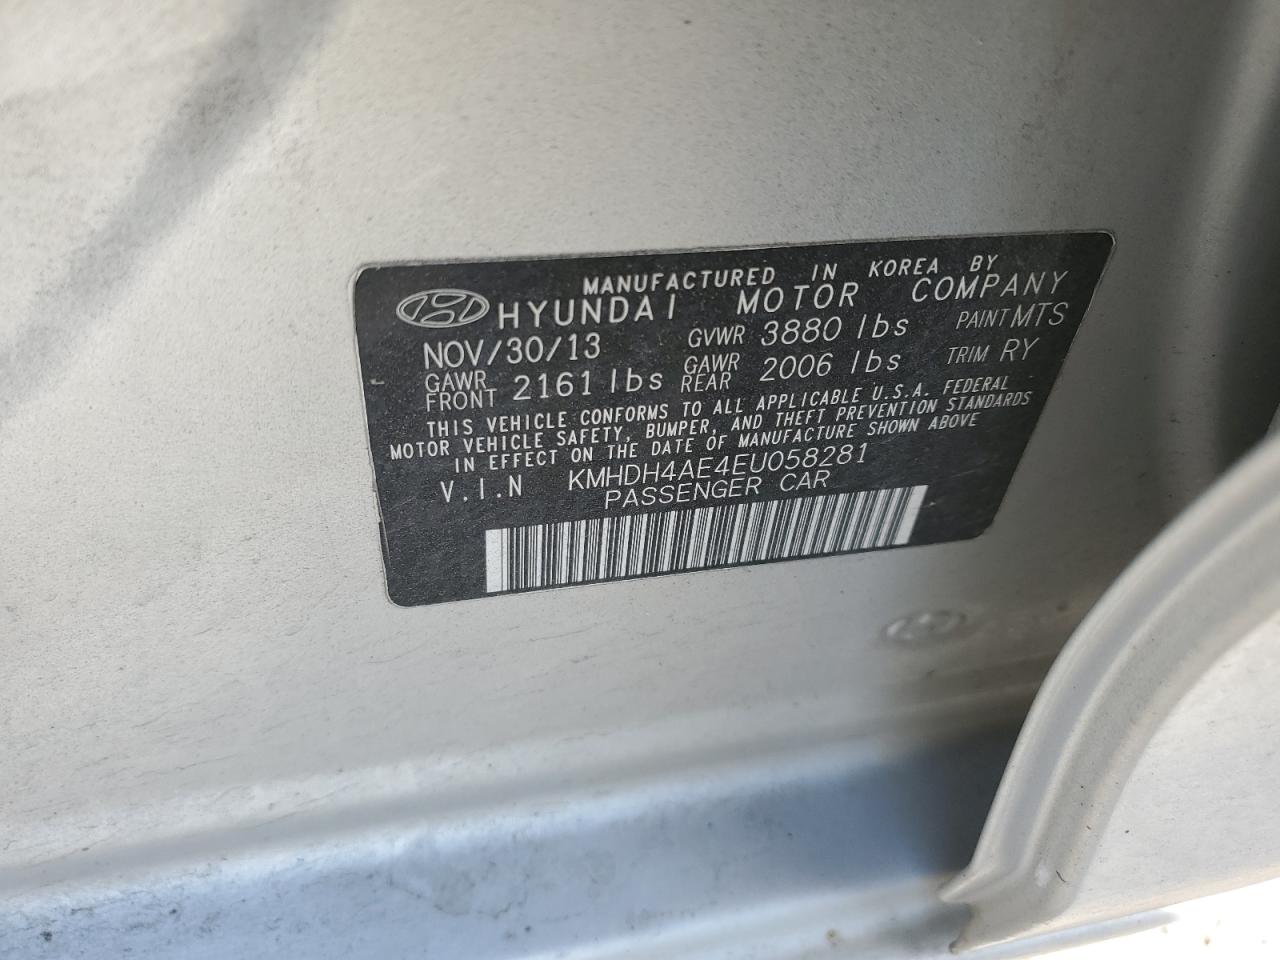 MANUFACTURED IN KOREA BY
HYUNDAI MOTOR COMPANY
NOV/30/13 GVWR 3880 lbs PAINT MTS
GAWR FRONT 2161 lbs GAWR REAR 2006 lbs TRIM RY
THIS VEHICLE CONFORMS TO ALL APPLICABLE U.S.A. FEDERAL
MOTOR VEHICLE SAFETY, BUMPER, AND THEFT PREVENTION STANDARDS
IN EFFECT ON THE DATE OF MANUFACTURE SHOWN ABOVE
V.I.N KMHDH4AE4EU058281
PASSENGER CAR